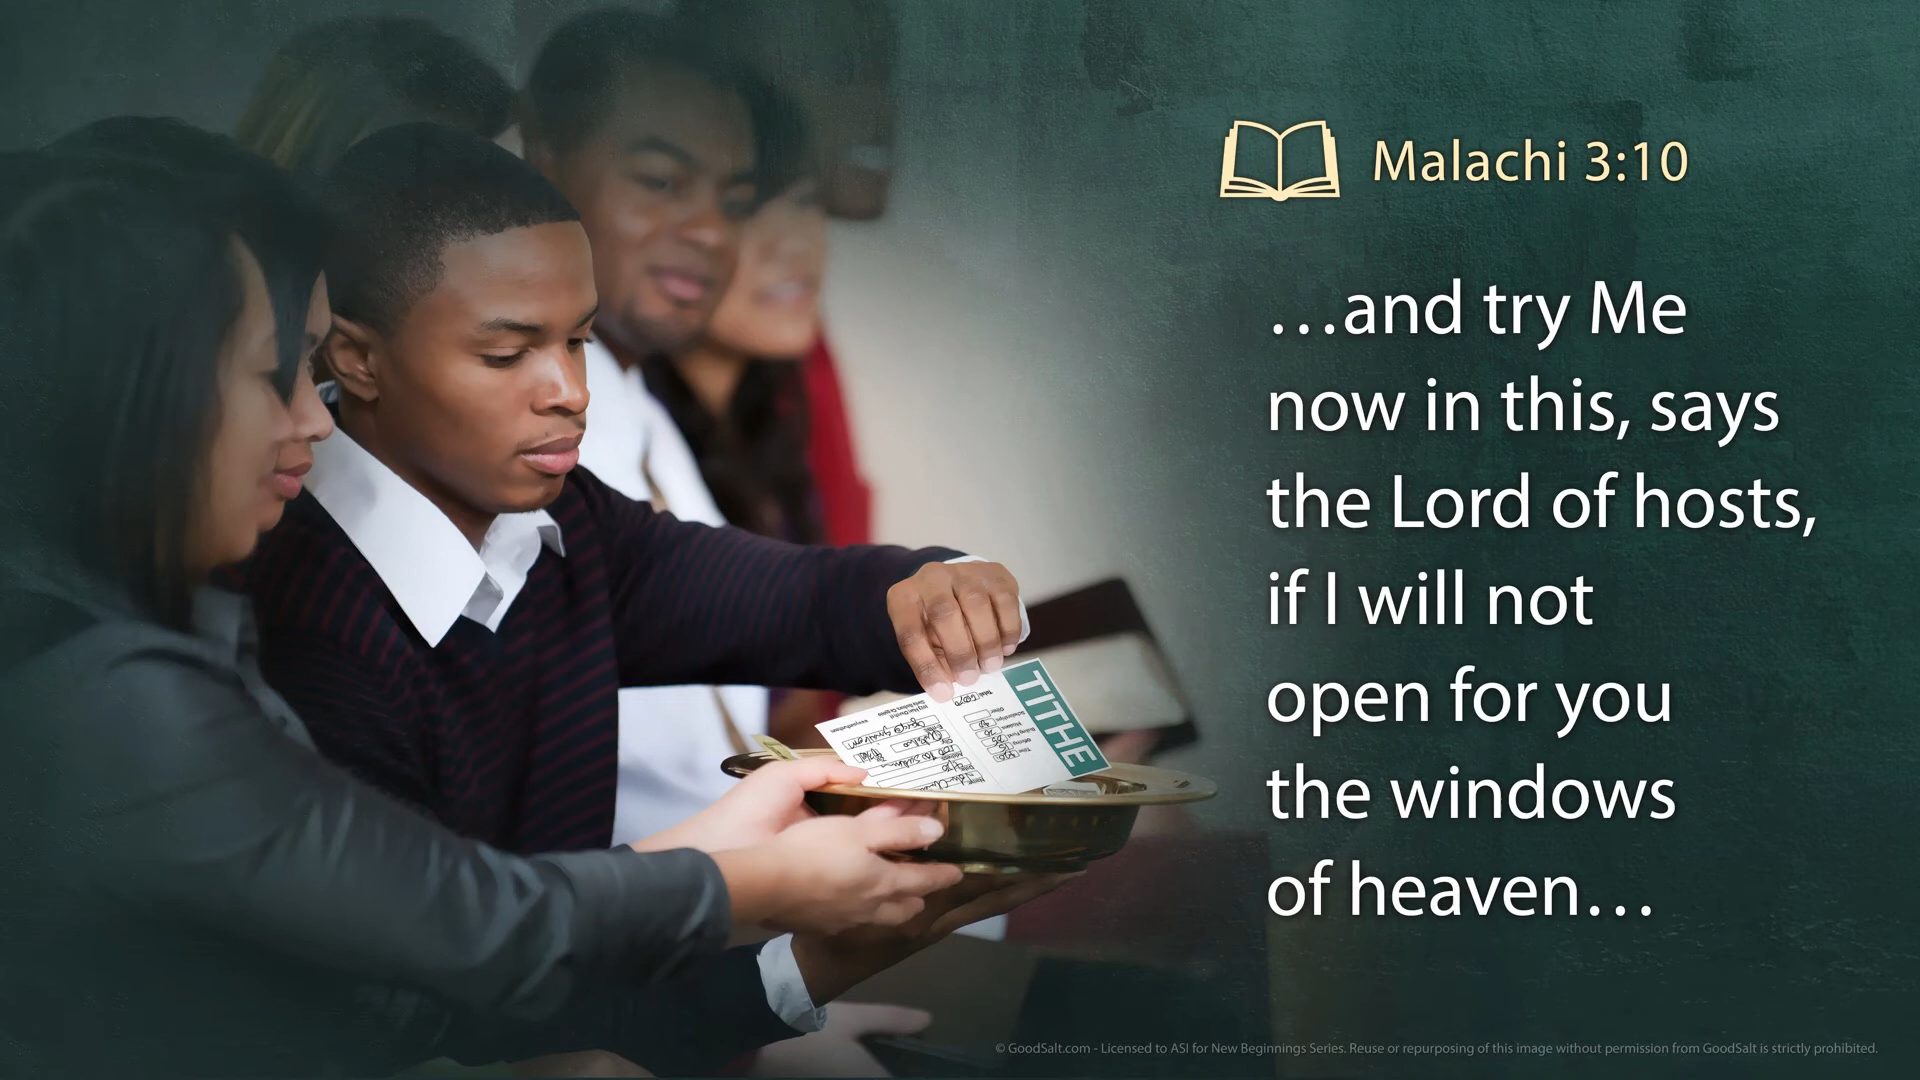 Malachi 3:10
…and try Me
now in this, says
the Lord of hosts,
if I will not
open for you
the windows
of heaven…
TITHE
© GoodSalt.com - Licensed to ASI for New Beginnings Series. Reuse or repurposing of this image without permission from GoodSalt is strictly prohibited.